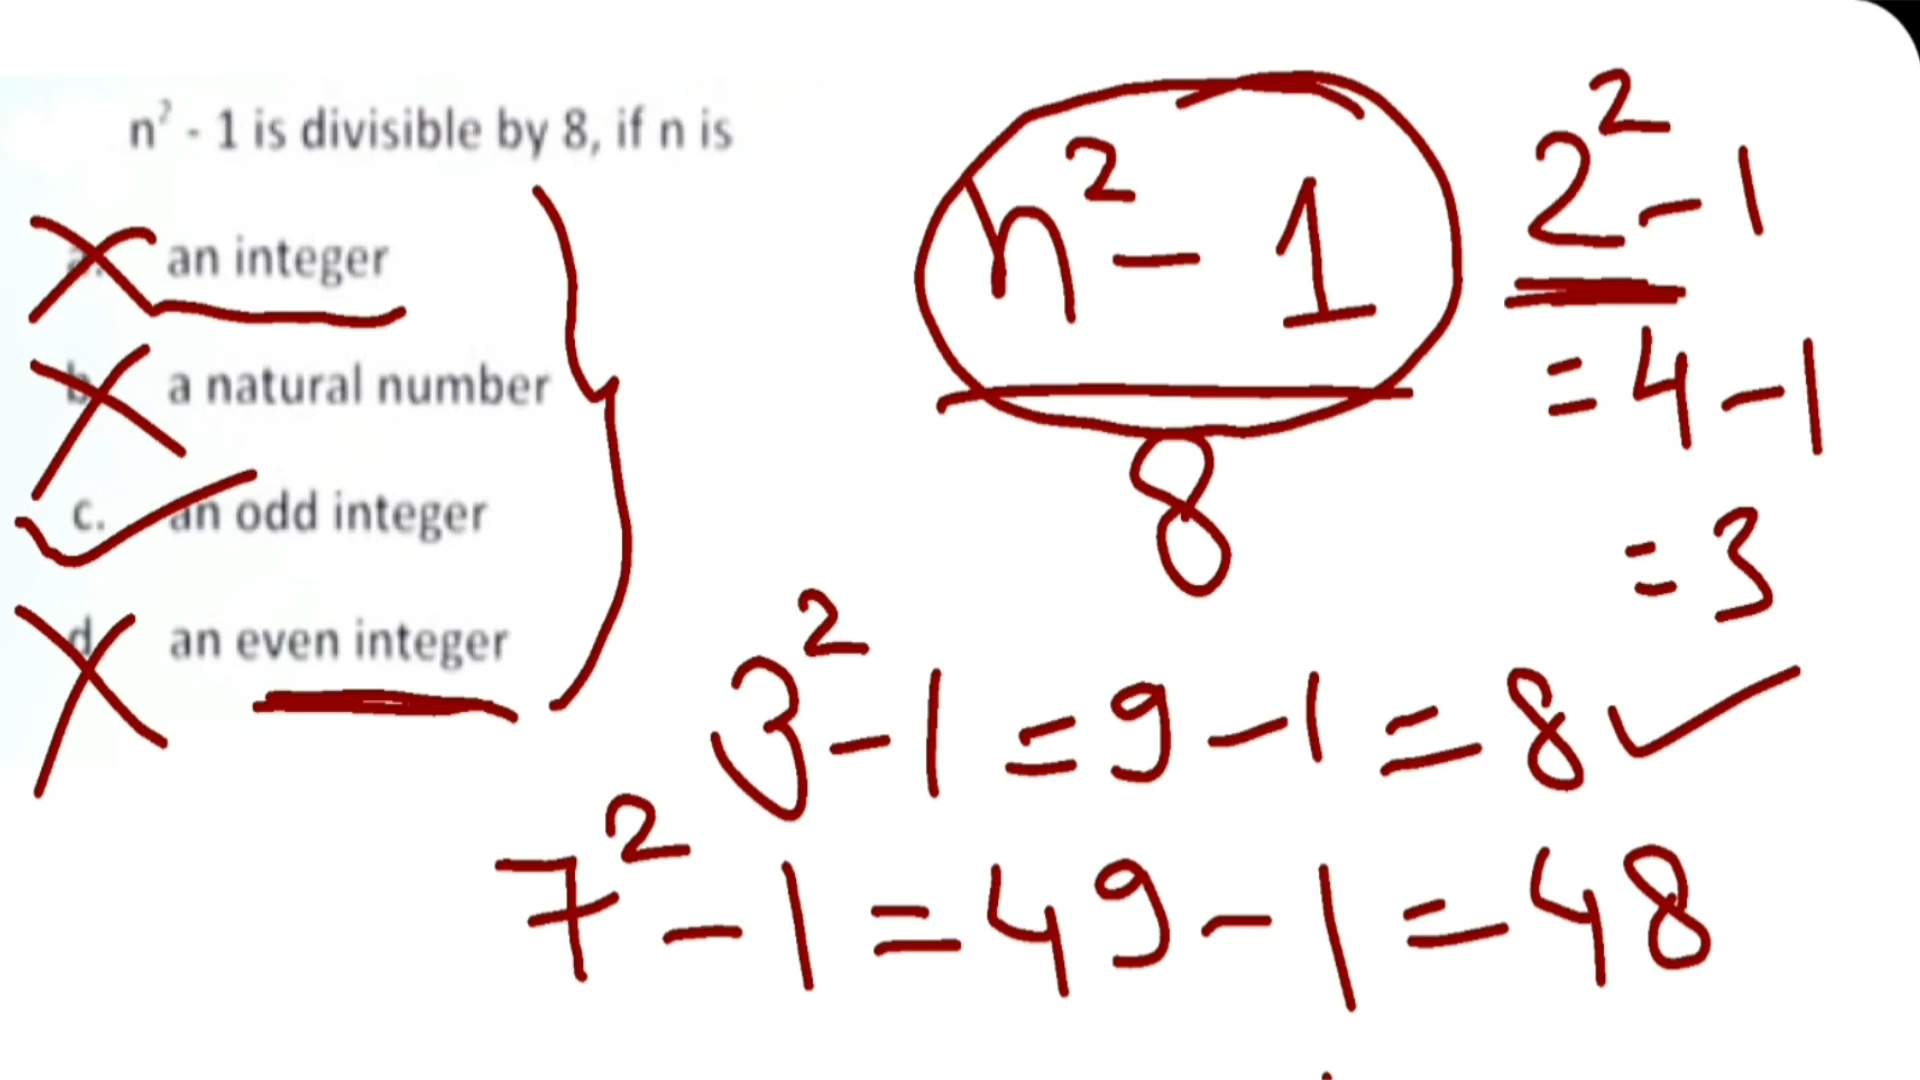 n² - 1 is divisible by 8, if n is
a. an integer
b. a natural number
c. an odd integer
d. an even integer
n² - 1
8
2² - 1
= 4 - 1
= 3
3² - 1 = 9 - 1 = 8 ✓
7² - 1 = 49 - 1 = 48